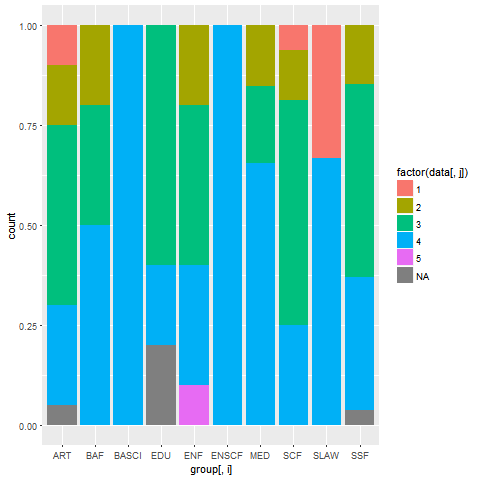 1.00
0.75
0.50
0.25
0.00
count
ART BAF BASCI EDU ENF ENSCF MED SCF SLAW SSF
group[, i]
factor(data[, j])
1
2
3
4
5
NA